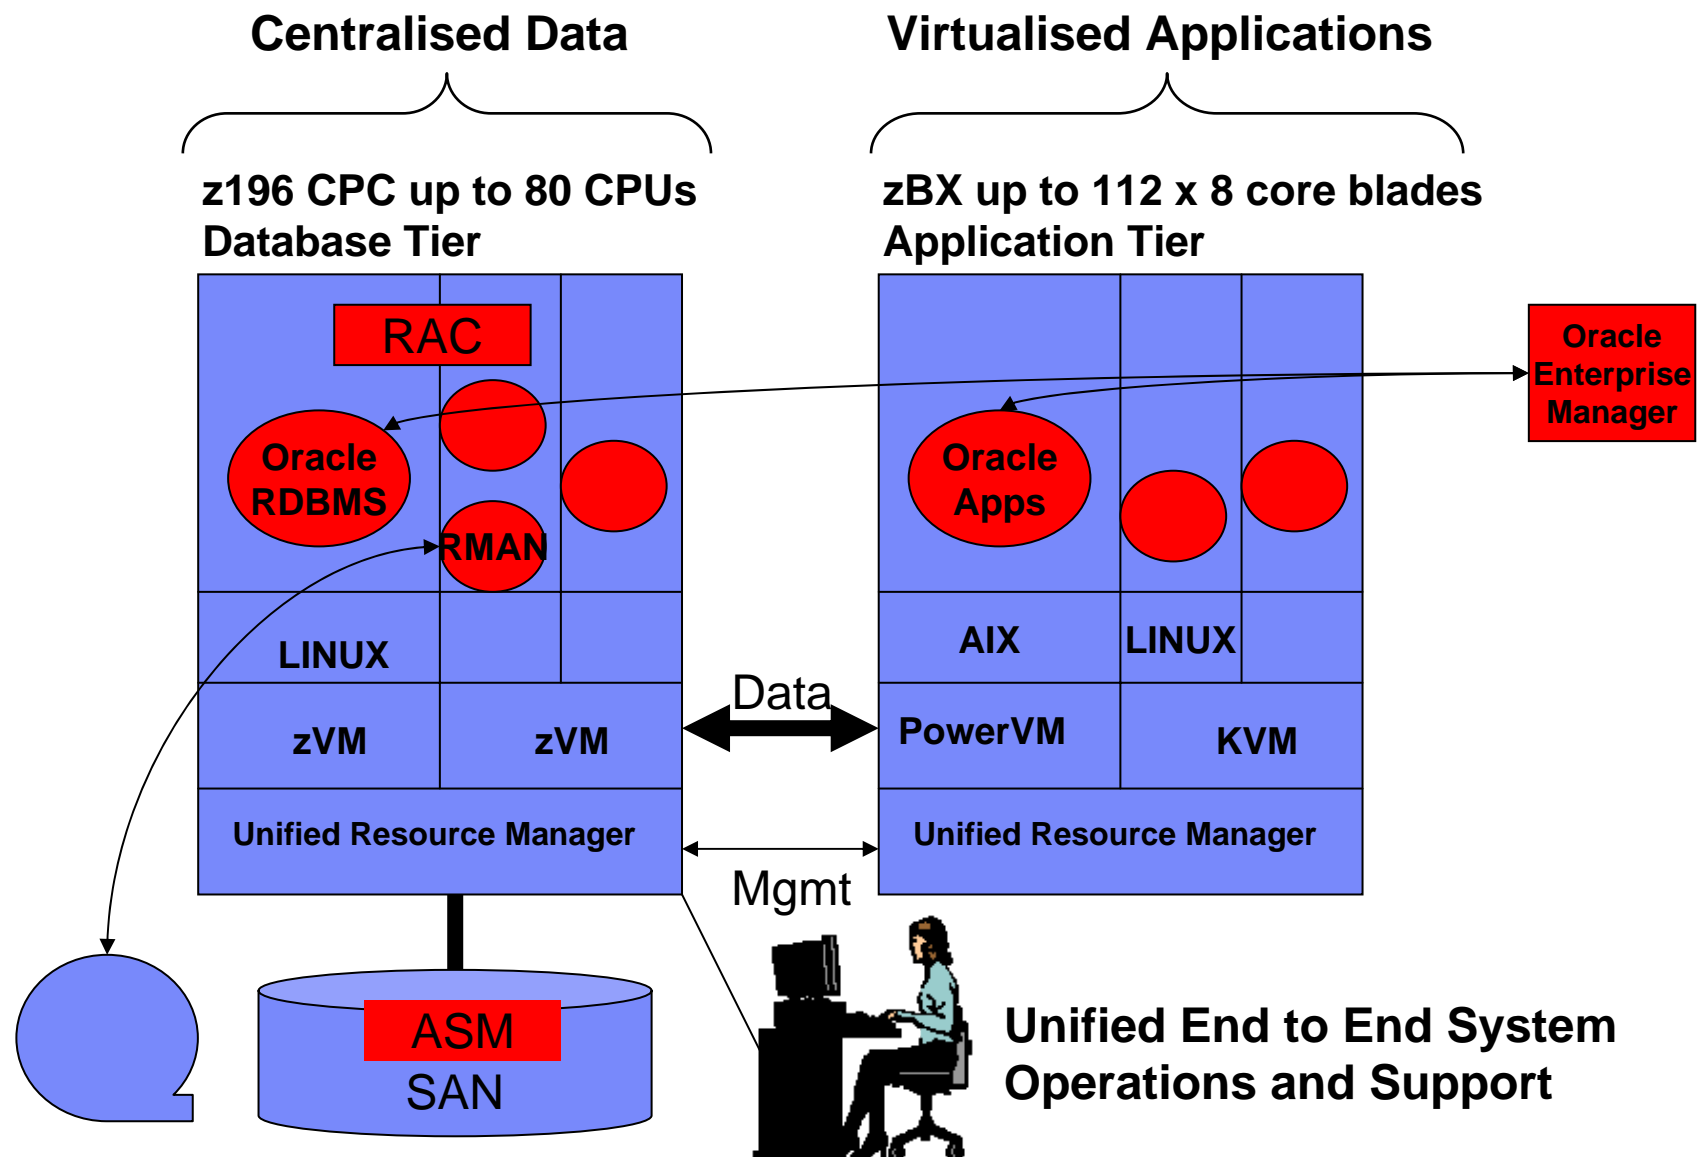 Centralised Data
Virtualised Applications
z196 CPC up to 80 CPUs
Database Tier
zBX up to 112 x 8 core blades
Application Tier
RAC
Oracle
RDBMS
RMAN
LINUX
zVM
zVM
Unified Resource Manager
Data
Mgmt
Oracle
Apps
AIX
LINUX
PowerVM
KVM
Unified Resource Manager
Oracle
Enterprise
Manager
ASM
SAN
Unified End to End System
Operations and Support